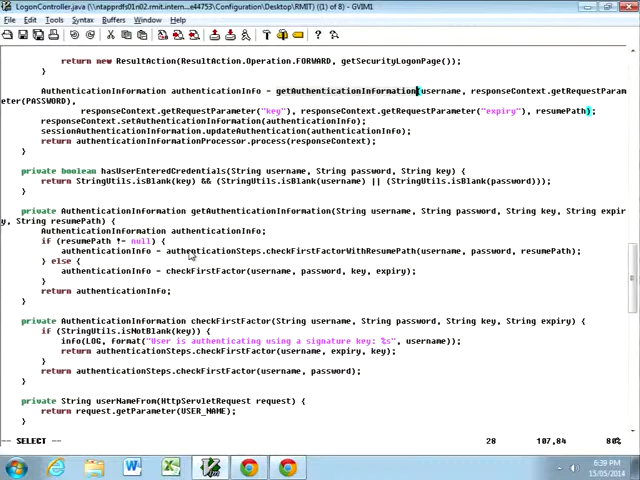 LogonController.java (\\ntapprdfs01n02.rmit.intern...e44753\Configuration\Desktop\RMIT) ((1) of 8) - GVIM1
File Edit Tools Syntax Buffers Window Help
return new ResultAction(ResultAction.Operation.FORWARD, getSecurityLogonPage());
}
AuthenticationInformation authenticationInfo = getAuthenticationInformation(username, responseContext.getRequestParam
eter(PASSWORD),
responseContext.getRequestParameter("key"), responseContext.getRequestParameter("expiry"), resumePath);
responseContext.setAuthenticationInformation(authenticationInfo);
sessionAuthenticationInformation.updateAuthentication(authenticationInfo);
return authenticationInformationProcessor.process(responseContext);
}
private boolean hasUserEnteredCredentials(String username, String password, String key) {
return StringUtils.isBlank(key) && (StringUtils.isBlank(username) || (StringUtils.isBlank(password)));
}
private AuthenticationInformation getAuthenticationInformation(String username, String password, String key, String expir
y, String resumePath) {
AuthenticationInformation authenticationInfo;
if (resumePath != null) {
authenticationInfo = authenticationSteps.checkFirstFactorWithResumePath(username, password, resumePath);
} else {
authenticationInfo = checkFirstFactor(username, password, key, expiry);
}
return authenticationInfo;
}
private AuthenticationInformation checkFirstFactor(String username, String password, String key, String expiry) {
if (StringUtils.isNotBlank(key)) {
info(LOG, format("User is authenticating using a signature key: %s", username));
return authenticationSteps.checkFirstFactor(username, expiry, key);
}
return authenticationSteps.checkFirstFactor(username, password);
}
private String userNameFrom(HttpServletRequest request) {
return request.getParameter(USER_NAME);
}
-- SELECT -- 28 107,84 80%
6:39 PM
15/05/2014